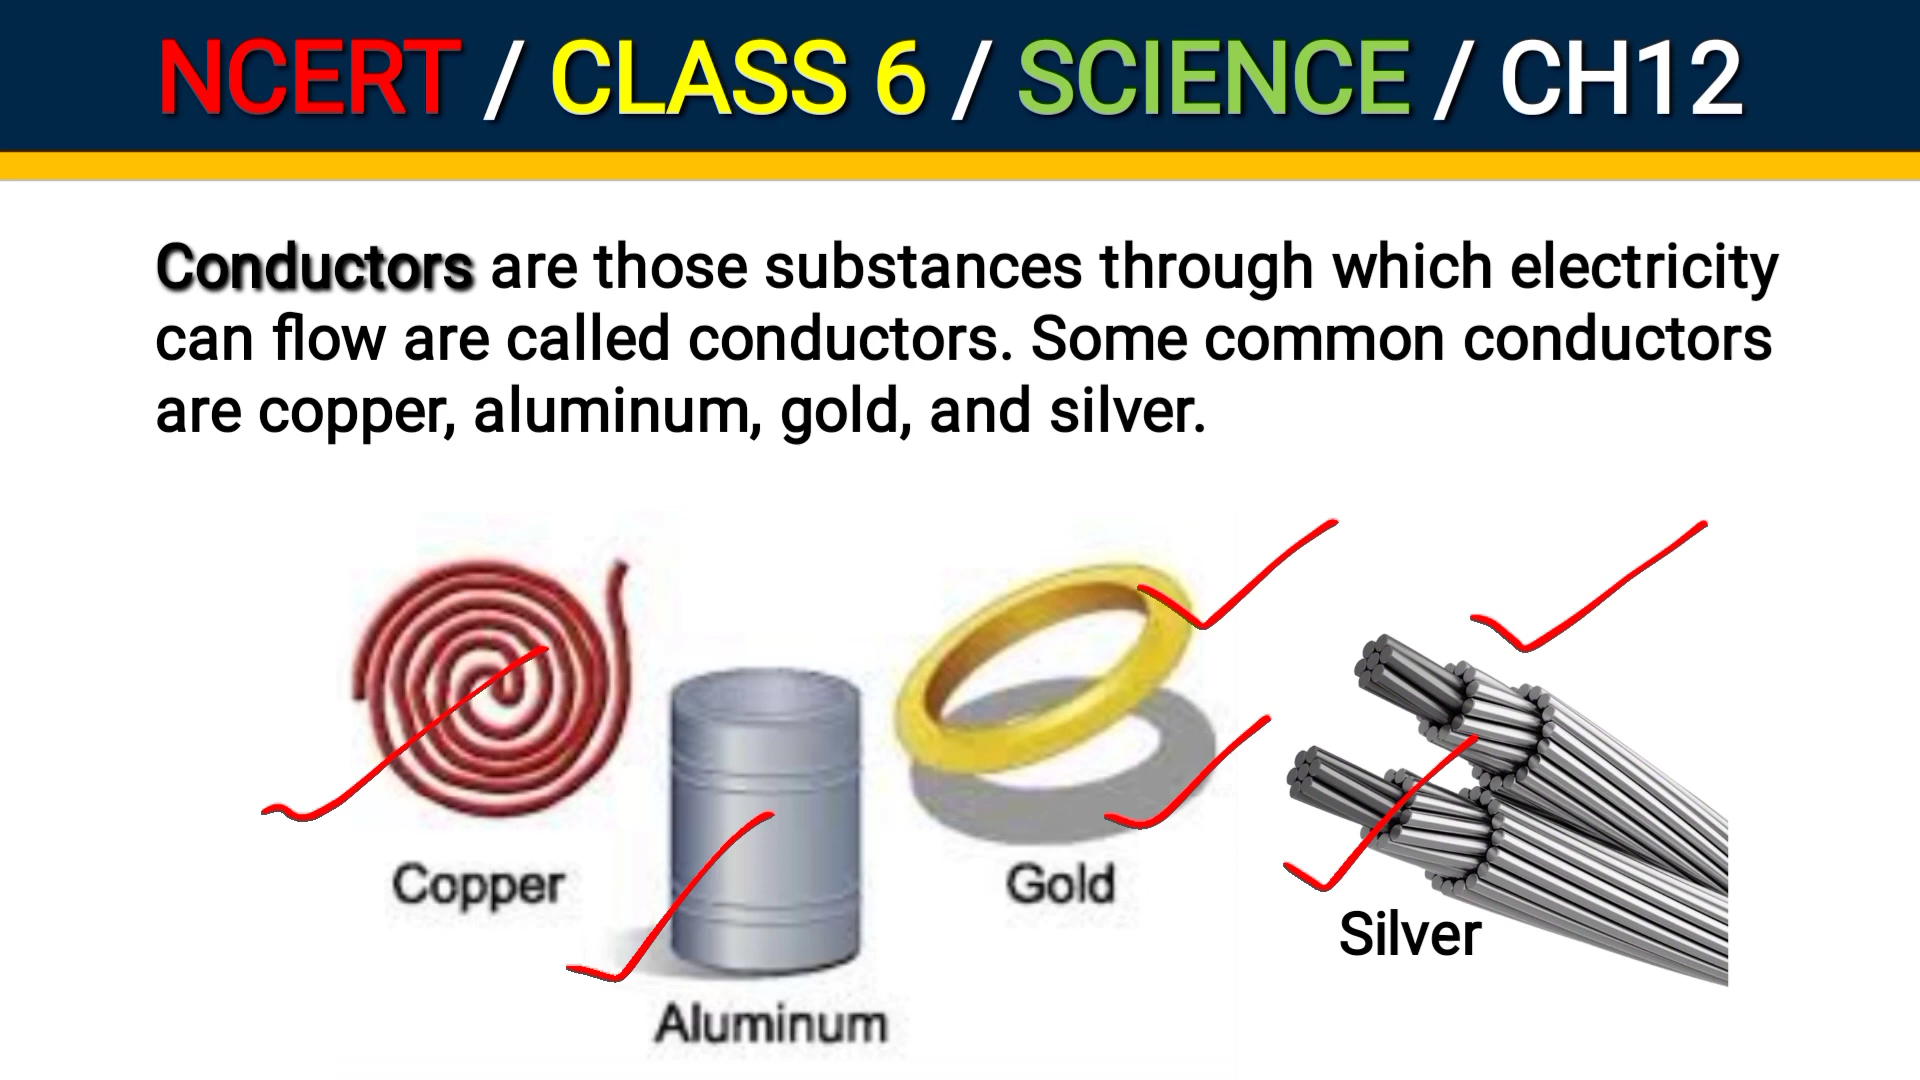 NCERT / CLASS 6 / SCIENCE / CH12
Conductors are those substances through which electricity
can flow are called conductors. Some common conductors
are copper, aluminum, gold, and silver.
Copper
Gold
Silver
Aluminum